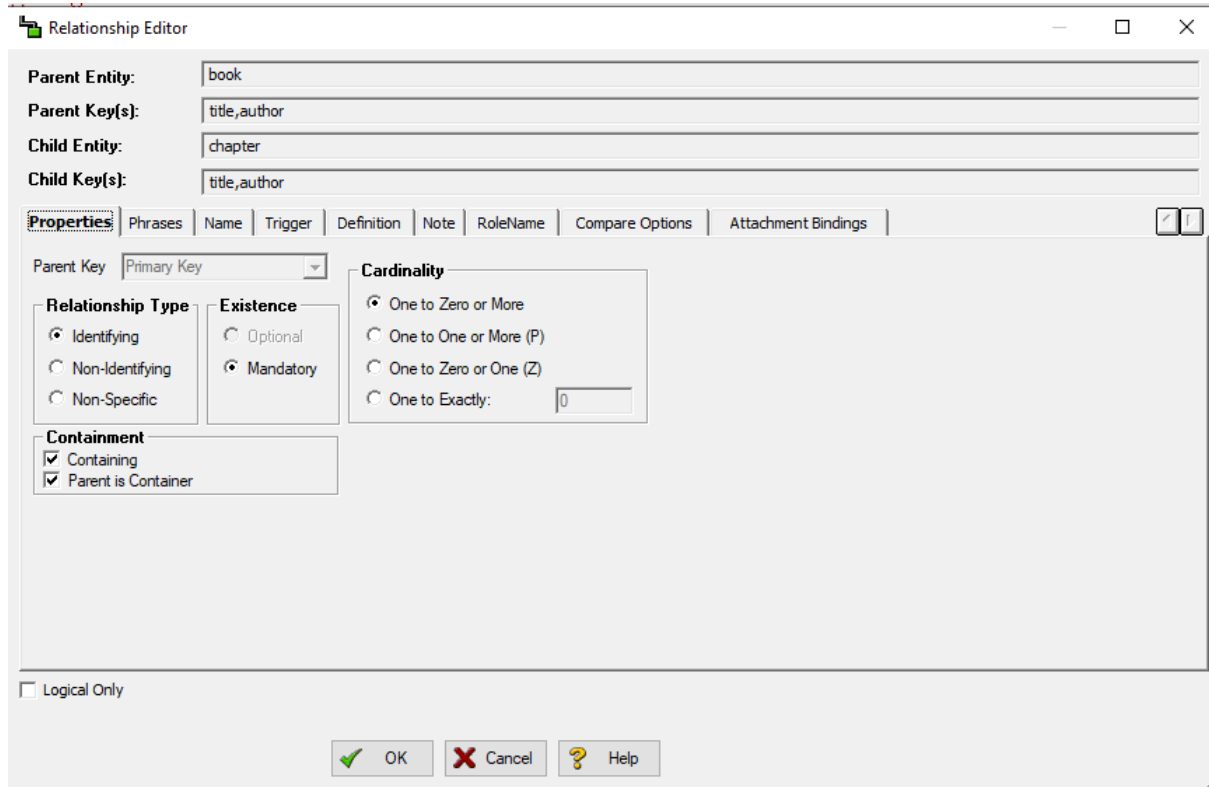 Relationship Editor
Parent Entity: book
Parent Key(s): title,author
Child Entity: chapter
Child Key(s): title,author
Properties Phrases Name Trigger Definition Note RoleName Compare Options Attachment Bindings
Parent Key Primary Key
Cardinality
One to Zero or More
One to One or More (P)
One to Zero or One (Z)
One to Exactly: 0
Relationship Type
Identifying
Non-Identifying
Non-Specific
Existence
Optional
Mandatory
Containment
Containing
Parent is Container
Logical Only
OK Cancel Help